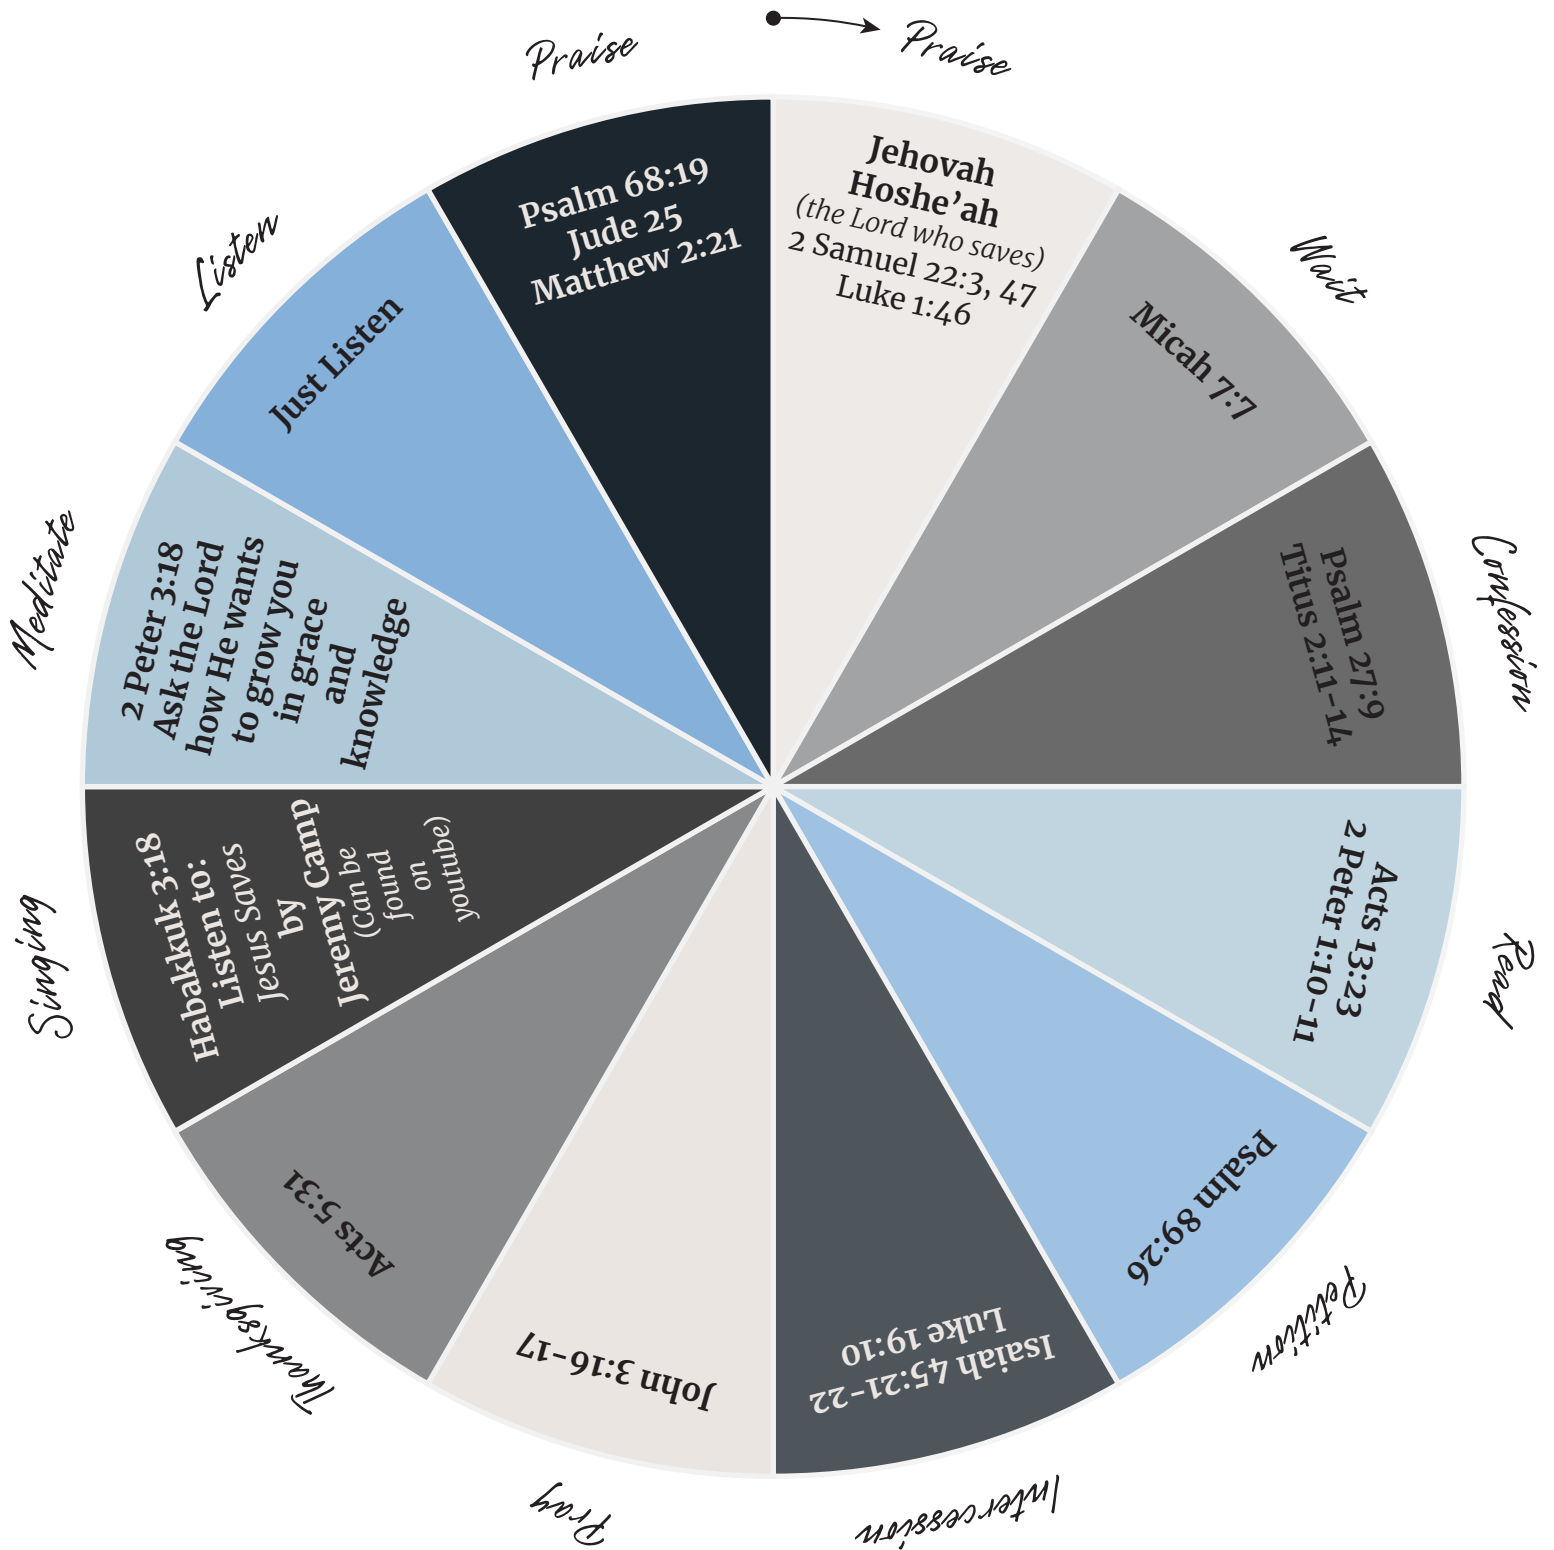 Praise
Jehovah
Hoshe’ah
(the Lord who saves)
2 Samuel 22:3, 47
Luke 1:46
Wait
Micah 7:7
Confession
Psalm 27:9
Titus 2:11–14
Read
Acts 13:23
2 Peter 1:10–11
Petition
Psalm 89:26
Intercession
Isaiah 45:21–22
Luke 19:10
Pray
John 3:16–17
Thanksgiving
Acts 5:31
Singing
Habakkuk 3:18
Listen to:
Jesus Saves
by
Jeremy Camp
(Can be
found
on
youtube)
Meditate
2 Peter 3:18
Ask the Lord
how He wants
to grow you
in grace
and
knowledge
Listen
Just Listen
Praise
Psalm 68:19
Jude 25
Matthew 2:21